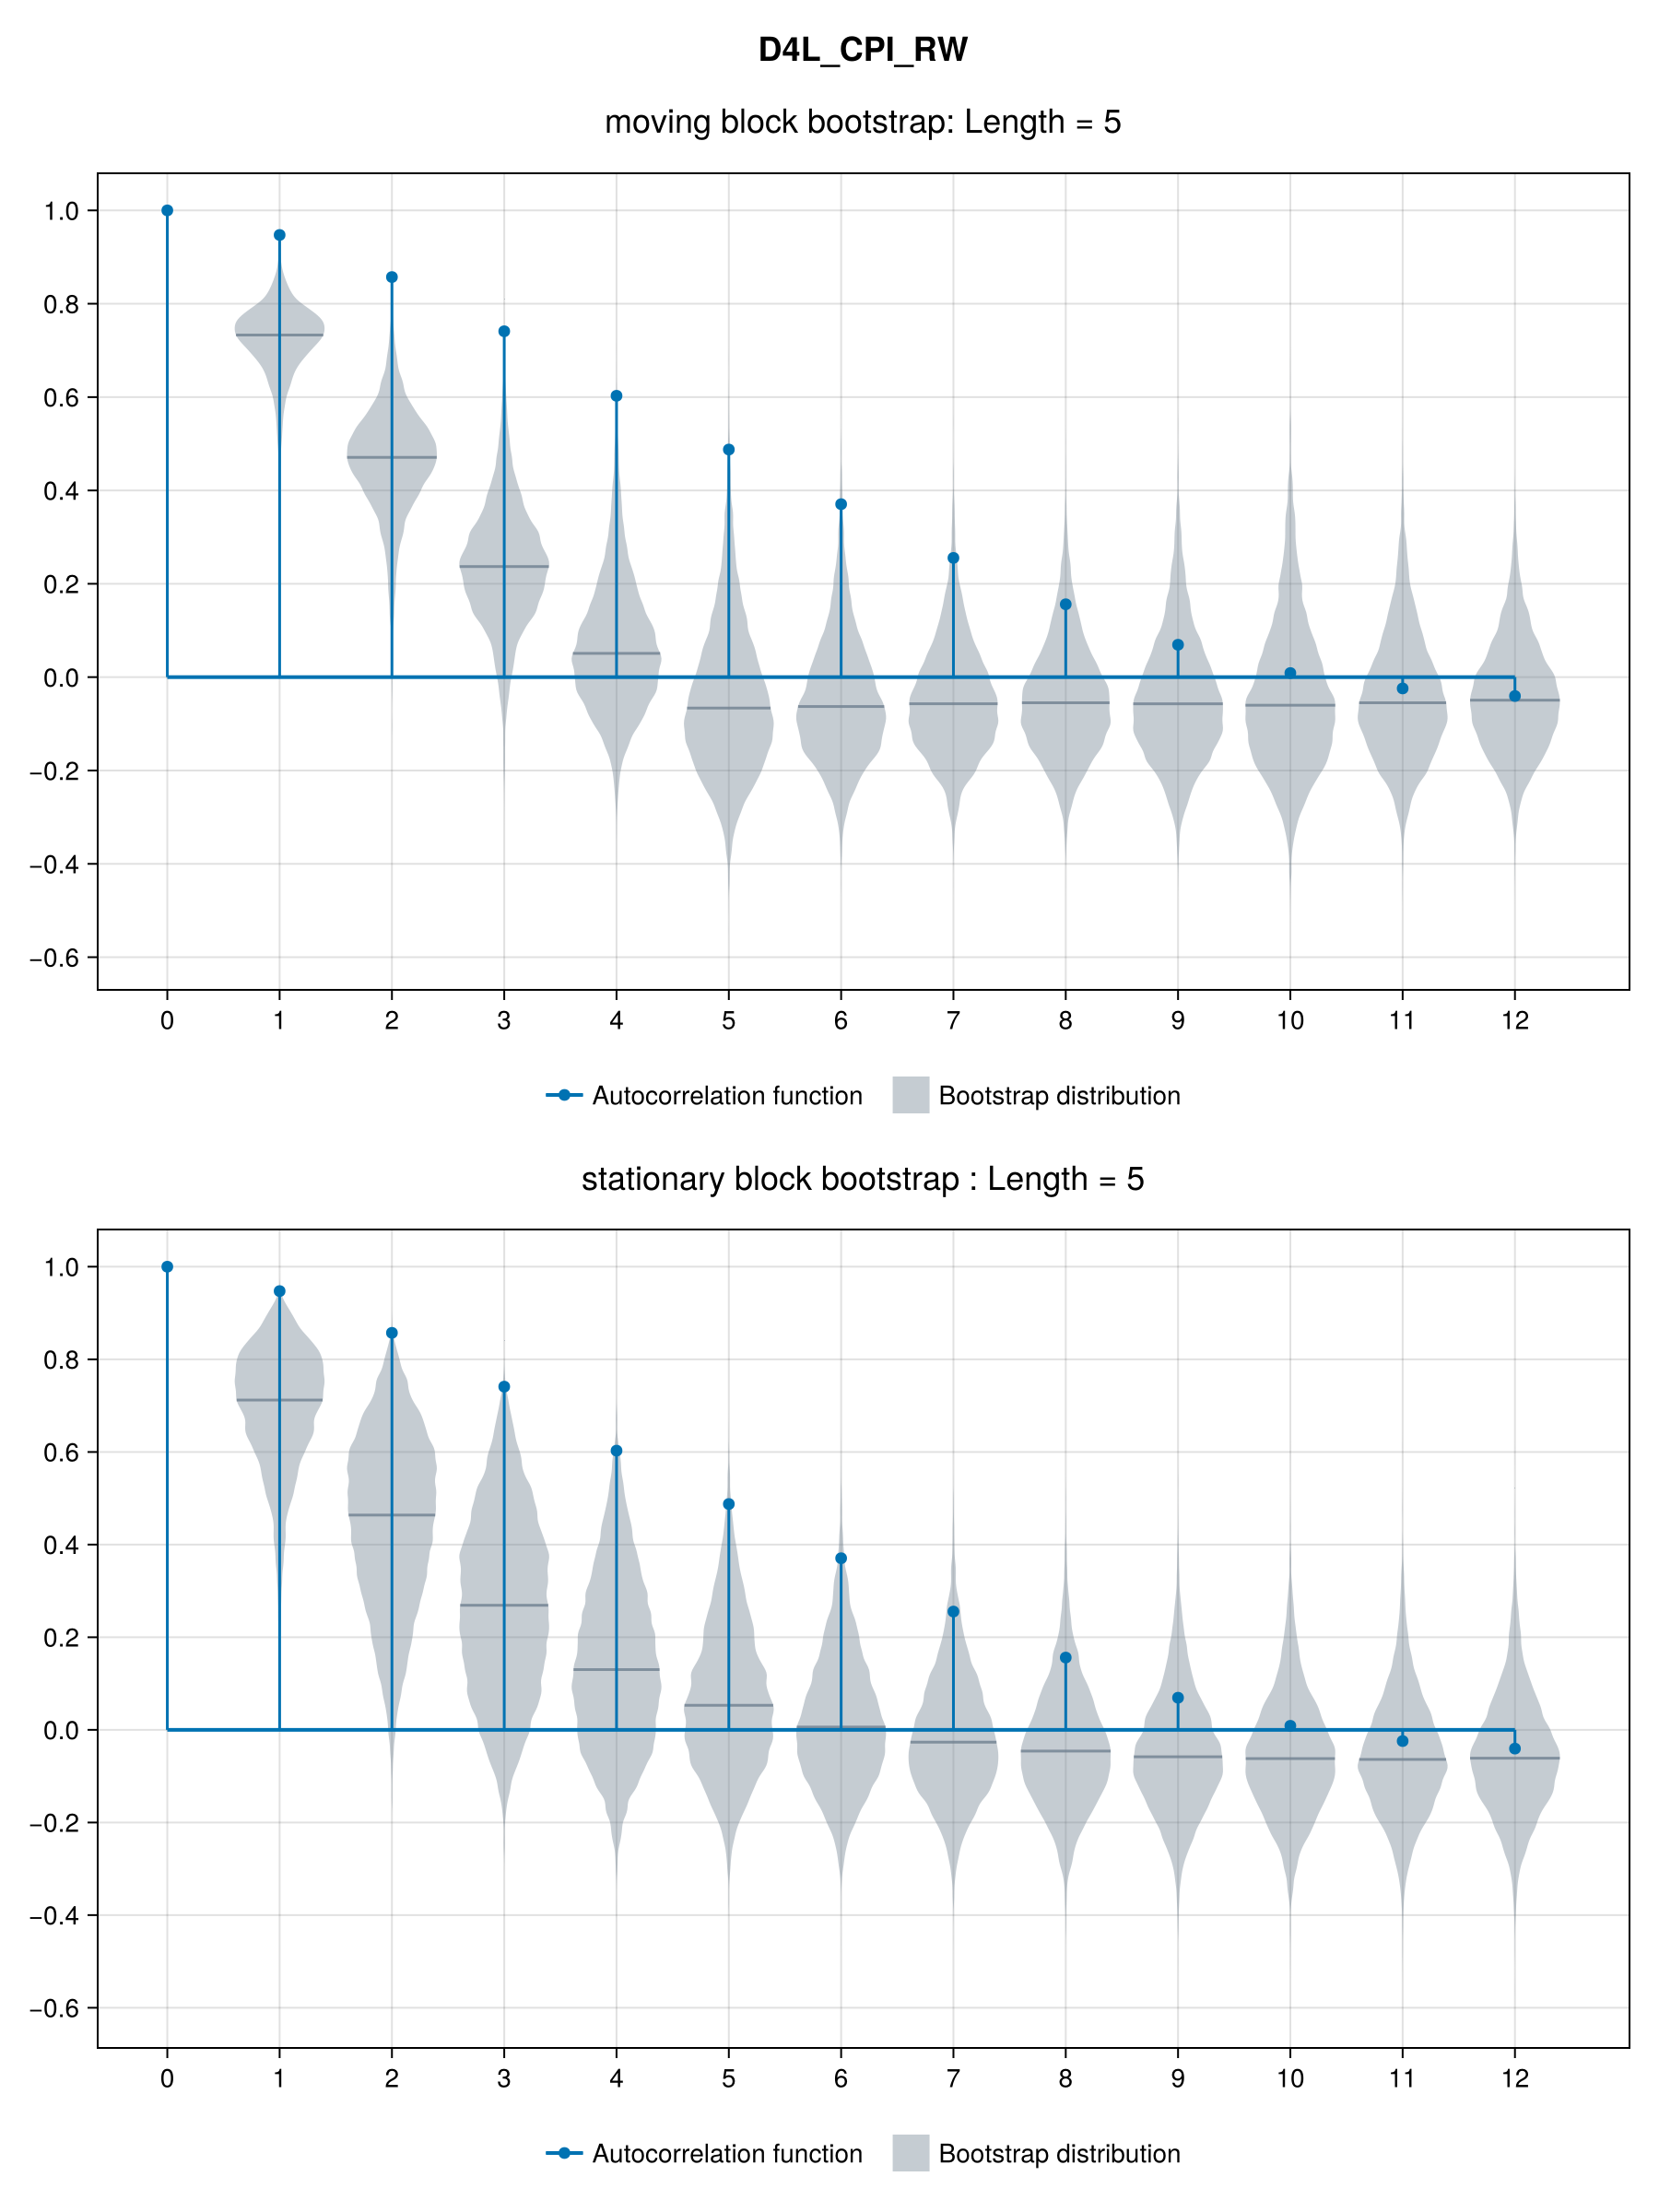 D4L_CPI_RW
moving block bootstrap: Length = 5
1.0
0.8
0.6
0.4
0.2
0.0
−0.2
−0.4
−0.6
0 1 2 3 4 5 6 7 8 9 10 11 12
Autocorrelation function Bootstrap distribution
stationary block bootstrap : Length = 5
1.0
0.8
0.6
0.4
0.2
0.0
−0.2
−0.4
−0.6
0 1 2 3 4 5 6 7 8 9 10 11 12
Autocorrelation function Bootstrap distribution